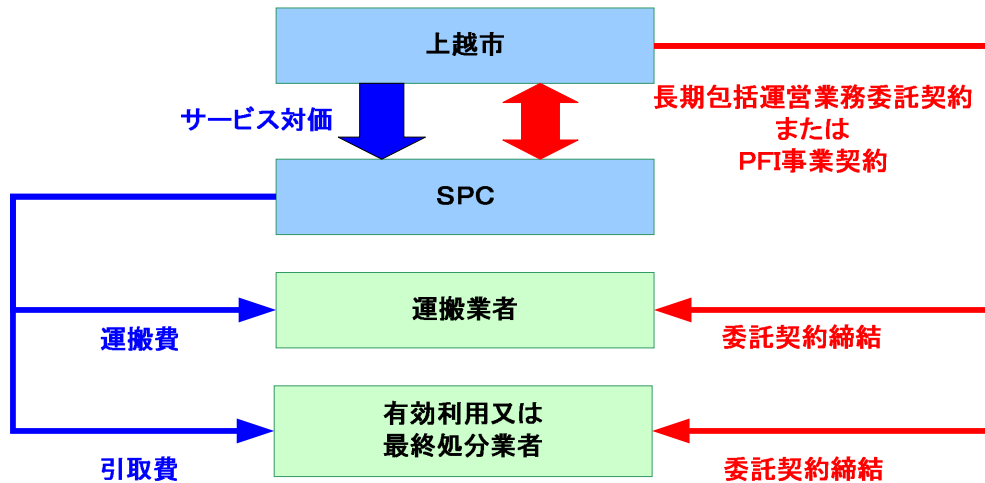 上越市
サービス対価
長期包括運営業務委託契約
または
PFI事業契約
SPC
運搬業者
運搬費
委託契約締結
有効利用又は
最終処分業者
引取費
委託契約締結